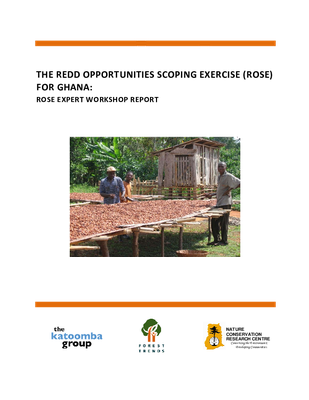 THE REDD OPPORTUNITIES SCOPING EXERCISE (ROSE)
FOR GHANA:
ROSE EXPERT WORKSHOP REPORT
the
katoomba
group
FOREST
TRENDS
NATURE
CONSERVATION
RESEARCH CENTRE